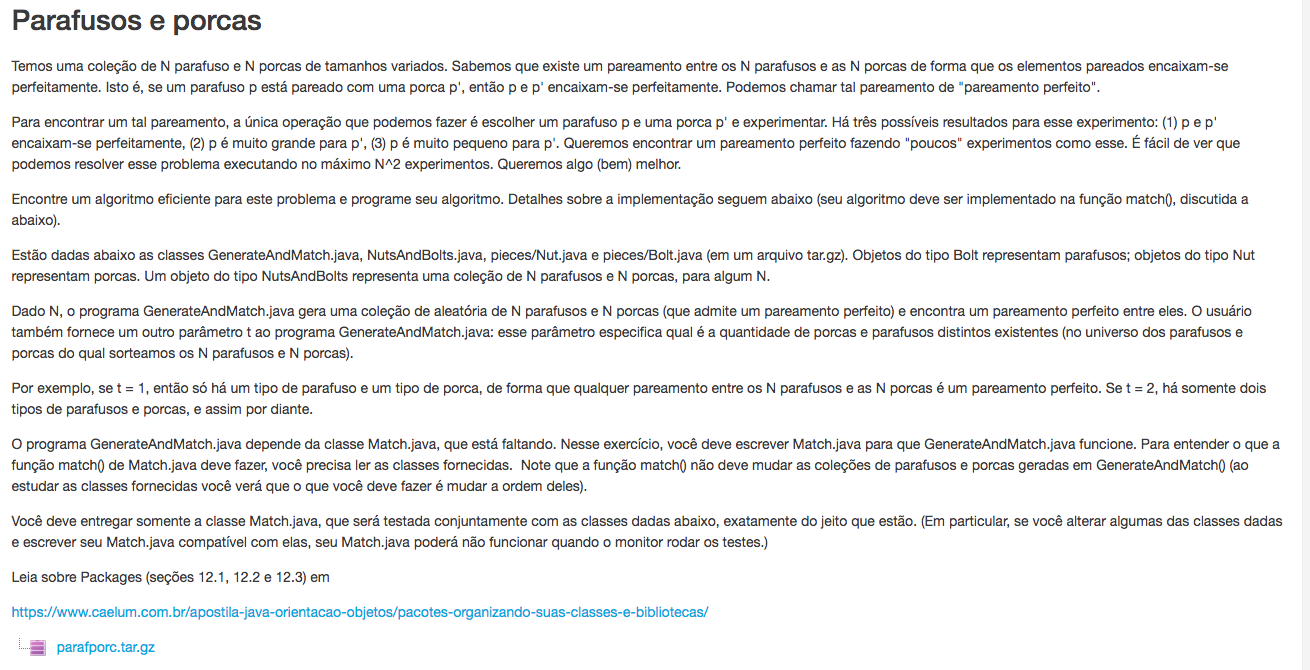 Parafusos e porcas
Temos uma coleção de N parafuso e N porcas de tamanhos variados. Sabemos que existe um pareamento entre os N parafusos e as N porcas de forma que os elementos pareados encaixam-se
perfeitamente. Isto é, se um parafuso p está pareado com uma porca p', então p e p' encaixam-se perfeitamente. Podemos chamar tal pareamento de "pareamento perfeito".
Para encontrar um tal pareamento, a única operação que podemos fazer é escolher um parafuso p e uma porca p' e experimentar. Há três possíveis resultados para esse experimento: (1) p e p'
encaixam-se perfeitamente, (2) p é muito grande para p', (3) p é muito pequeno para p'. Queremos encontrar um pareamento perfeito fazendo "poucos" experimentos como esse. É fácil de ver que
podemos resolver esse problema executando no máximo N^2 experimentos. Queremos algo (bem) melhor.
Encontre um algoritmo eficiente para este problema e programe seu algoritmo. Detalhes sobre a implementação seguem abaixo (seu algoritmo deve ser implementado na função match(), discutida a
abaixo).
Estão dadas abaixo as classes GenerateAndMatch.java, NutsAndBolts.java, pieces/Nut.java e pieces/Bolt.java (em um arquivo tar.gz). Objetos do tipo Bolt representam parafusos; objetos do tipo Nut
representam porcas. Um objeto do tipo NutsAndBolts representa uma coleção de N parafusos e N porcas, para algum N.
Dado N, o programa GenerateAndMatch.java gera uma coleção de aleatória de N parafusos e N porcas (que admite um pareamento perfeito) e encontra um pareamento perfeito entre eles. O usuário
também fornece um outro parâmetro t ao programa GenerateAndMatch.java: esse parâmetro especifica qual é a quantidade de porcas e parafusos distintos existentes (no universo dos parafusos e
porcas do qual sorteamos os N parafusos e N porcas).
Por exemplo, se t = 1, então só há um tipo de parafuso e um tipo de porca, de forma que qualquer pareamento entre os N parafusos e as N porcas é um pareamento perfeito. Se t = 2, há somente dois
tipos de parafusos e porcas, e assim por diante.
O programa GenerateAndMatch.java depende da classe Match.java, que está faltando. Nesse exercício, você deve escrever Match.java para que GenerateAndMatch.java funcione. Para entender o que a
função match() de Match.java deve fazer, você precisa ler as classes fornecidas.  Note que a função match() não deve mudar as coleções de parafusos e porcas geradas em GenerateAndMatch() (ao
estudar as classes fornecidas você verá que o que você deve fazer é mudar a ordem deles).
Você deve entregar somente a classe Match.java, que será testada conjuntamente com as classes dadas abaixo, exatamente do jeito que estão. (Em particular, se você alterar algumas das classes dadas
e escrever seu Match.java compatível com elas, seu Match.java poderá não funcionar quando o monitor rodar os testes.)
Leia sobre Packages (seções 12.1, 12.2 e 12.3) em
https://www.caelum.com.br/apostila-java-orientacao-objetos/pacotes-organizando-suas-classes-e-bibliotecas/
parafporc.tar.gz